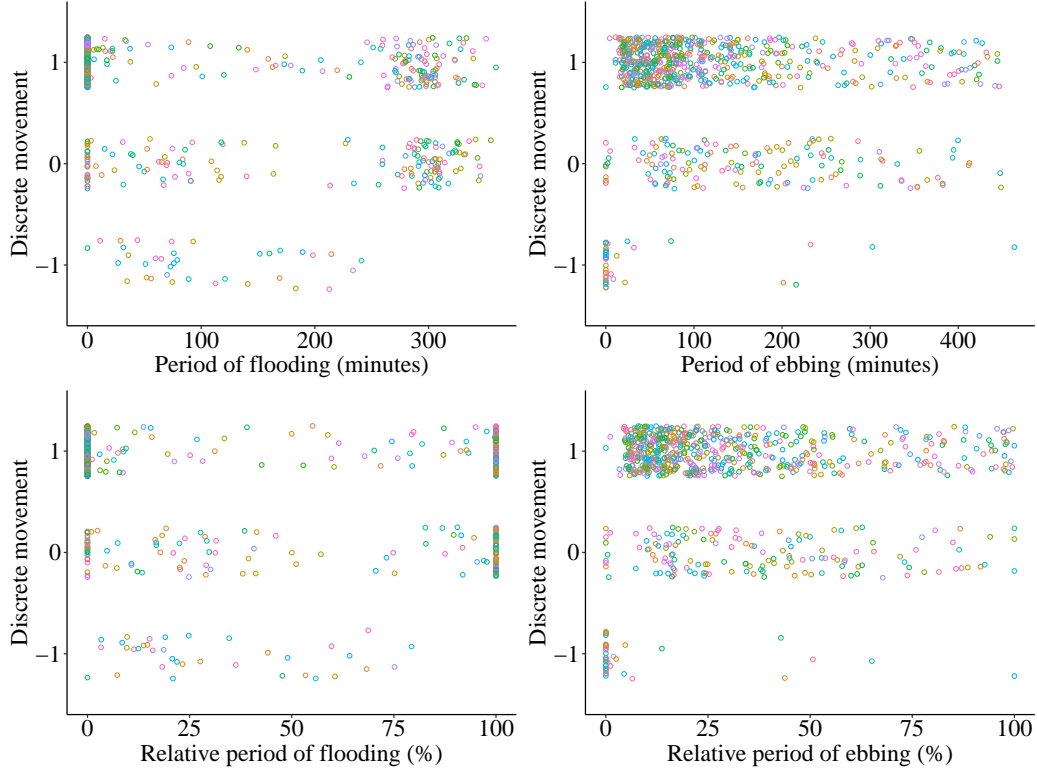 Discrete movement
1
0
−1
0 100 200 300
Period of flooding (minutes)
Discrete movement
1
0
−1
0 100 200 300 400
Period of ebbing (minutes)
Discrete movement
1
0
−1
0 25 50 75 100
Relative period of flooding (%)
Discrete movement
1
0
−1
0 25 50 75 100
Relative period of ebbing (%)